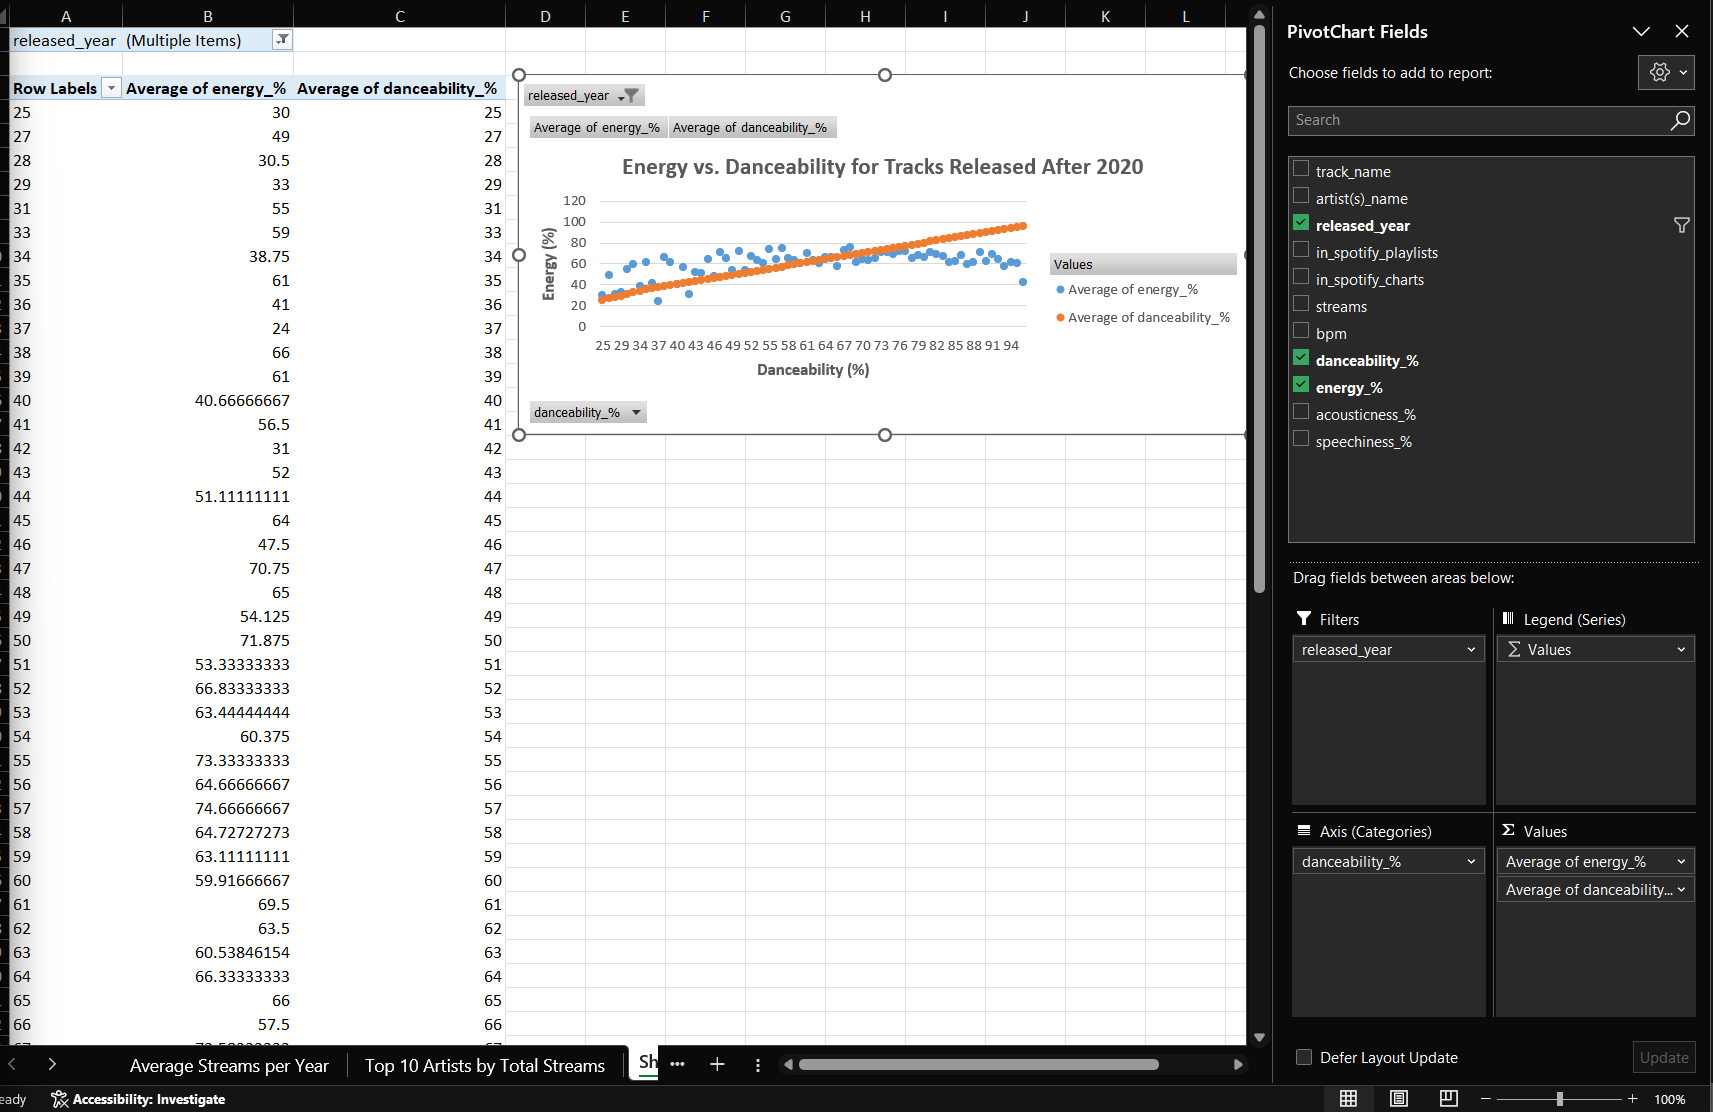 A B C D E F G H I J K L
released_year (Multiple Items)
Row Labels Average of energy_% Average of danceability_%
25 30 25
27 49 27
28 30.5 28
29 33 29
31 55 31
33 59 33
34 38.75 34
35 61 35
36 41 36
37 24 37
38 66 38
39 61 39
40 40.66666667 40
41 56.5 41
42 31 42
43 52 43
44 51.11111111 44
45 64 45
46 47.5 46
47 70.75 47
48 65 48
49 54.125 49
50 71.875 50
51 53.33333333 51
52 66.83333333 52
53 63.44444444 53
54 60.375 54
55 73.33333333 55
56 64.66666667 56
57 74.66666667 57
58 64.72727273 58
59 63.11111111 59
60 59.91666667 60
61 69.5 61
62 63.5 62
63 60.53846154 63
64 66.33333333 64
65 66 65
66 57.5 66
released_year
Average of energy_% Average of danceability_%
Energy vs. Danceability for Tracks Released After 2020
120
100
80
60
40
20
0
Energy (%)
25 29 34 37 40 43 46 49 52 55 58 61 64 67 70 73 76 79 82 85 88 91 94
Danceability (%)
Values
Average of energy_%
Average of danceability_%
danceability_%
PivotChart Fields
Choose fields to add to report:
Search
track_name
artist(s)_name
released_year
in_spotify_playlists
in_spotify_charts
streams
bpm
danceability_%
energy_%
acousticness_%
speechiness_%
Drag fields between areas below:
Filters
released_year
Legend (Series)
Σ Values
Axis (Categories)
danceability_%
Σ Values
Average of energy_%
Average of danceability...
Defer Layout Update
Update
Average Streams per Year Top 10 Artists by Total Streams Sh ...
eady Accessibility: Investigate
100%